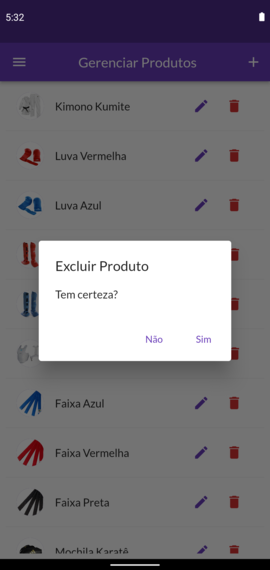 5:32
Gerenciar Produtos
Kimono Kumite
Luva Vermelha
Luva Azul
Excluir Produto
Tem certeza?
Não
Sim
Faixa Azul
Faixa Vermelha
Faixa Preta
Mochila Karatê